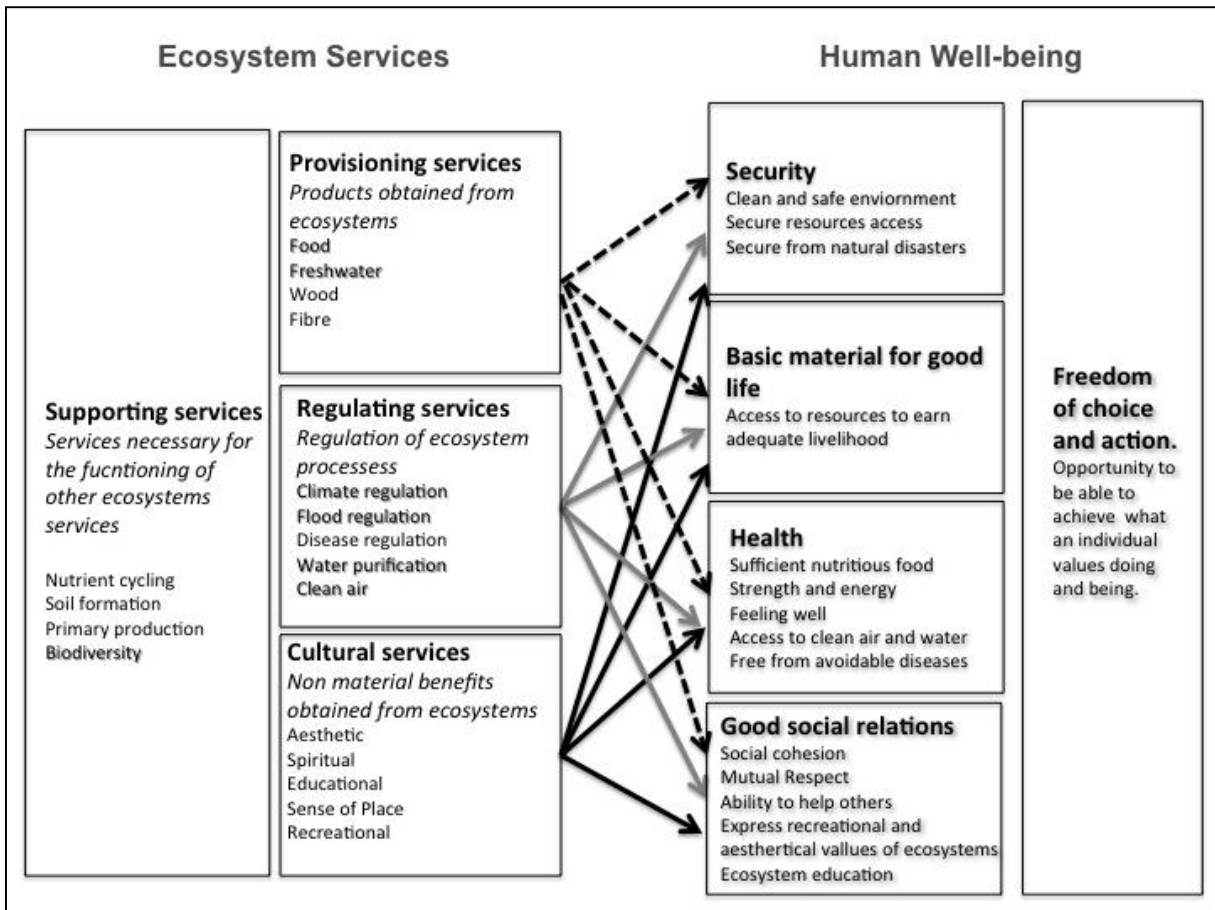 Ecosystem Services
Human Well-being
Supporting services
Services necessary for
the fucntioning of
other ecosystems
services
Nutrient cycling
Soil formation
Primary production
Biodiversity
Provisioning services
Products obtained from
ecosystems
Food
Freshwater
Wood
Fibre
Regulating services
Regulation of ecosystem
processess
Climate regulation
Flood regulation
Disease regulation
Water purification
Clean air
Cultural services
Non material benefits
obtained from ecosystems
Aesthetic
Spiritual
Educational
Sense of Place
Recreational
Security
Clean and safe enviornment
Secure resources access
Secure from natural disasters
Basic material for good
life
Access to resources to earn
adequate livelihood
Health
Sufficient nutritious food
Strength and energy
Feeling well
Access to clean air and water
Free from avoidable diseases
Good social relations
Social cohesion
Mutual Respect
Ability to help others
Express recreational and
aesthertical vallues of ecosystems
Ecosystem education
Freedom
of choice
and action.
Opportunity to
be able to
achieve what
an individual
values doing
and being.